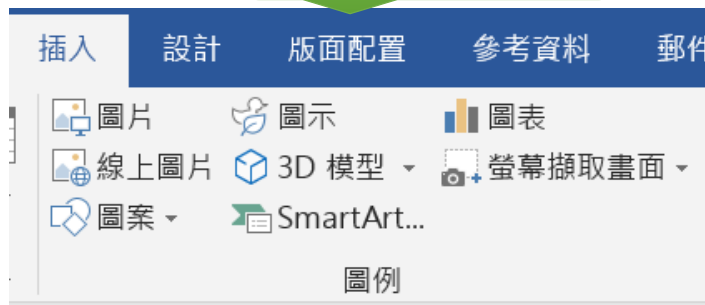 插入 設計 版面配置 參考資料 郵件
圖片 圖示 圖表
線上圖片 3D 模型 螢幕擷取畫面
圖案 SmartArt...
圖例